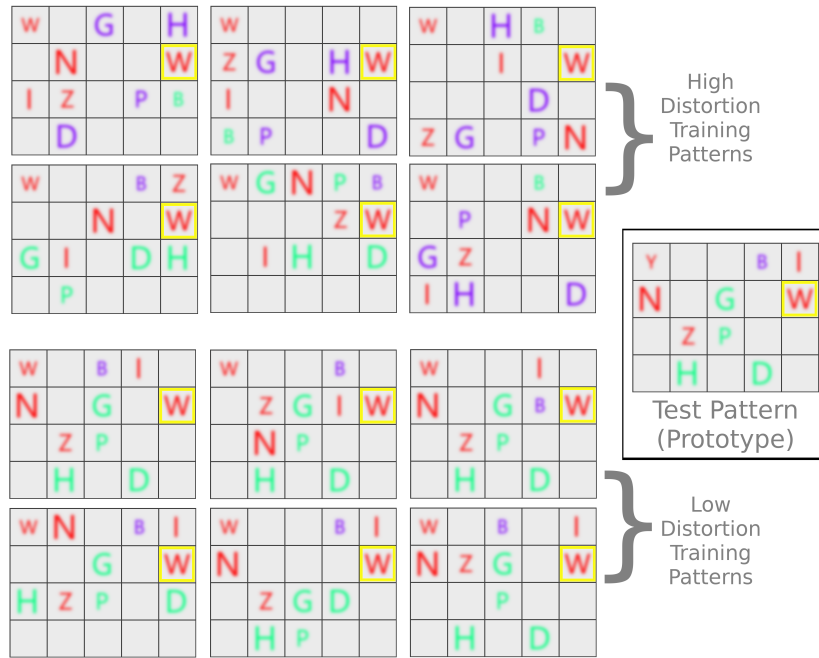 W G H
N W
I Z P B
D
W
Z G H W
I N
B P D
W H B
I W
D
Z G P N
High
Distortion
Training
Patterns
W B Z
N W
G I D H
P
W G N P B
Z W
I H D
W B
P N W
G Z
I H D
Y B I
N G W
Z P
H D
Test Pattern
(Prototype)
W B I
N G W
Z P
H D
W B
Z G I W
N P
H D
W I
N G B W
Z P
H D
W N B I
G W
H Z P D
W B I
N W
Z G D
H P
W B I
N Z G W
P
H D
Low
Distortion
Training
Patterns